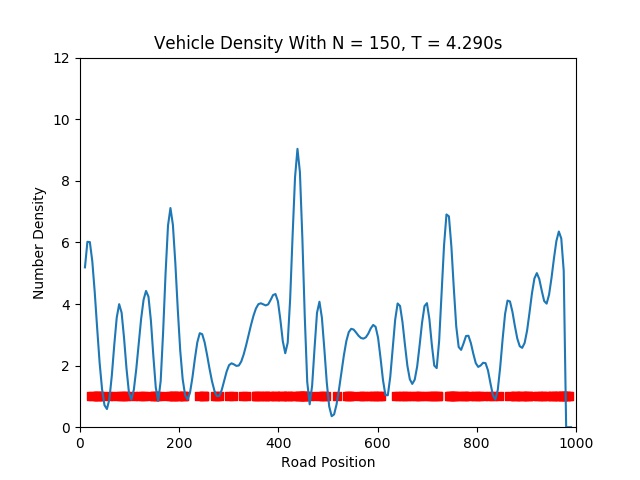 Vehicle Density With N = 150, T = 4.290s
12
10
8
6
4
2
0
Number Density
0 200 400 600 800 1000
Road Position